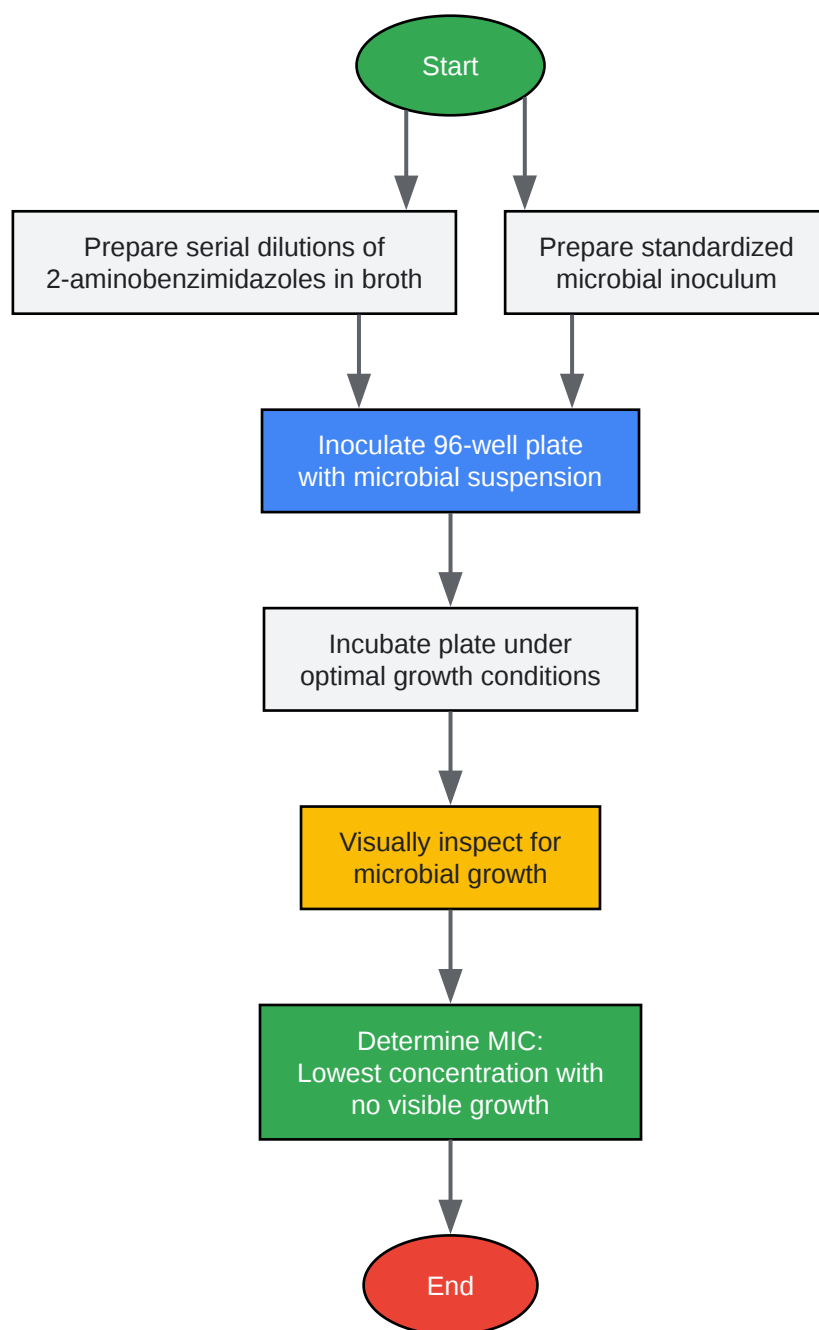 Start
Prepare serial dilutions of
2-aminobenzimidazoles in broth
Prepare standardized
microbial inoculum
Inoculate 96-well plate
with microbial suspension
Incubate plate under
optimal growth conditions
Visually inspect for
microbial growth
Determine MIC:
Lowest concentration with
no visible growth
End